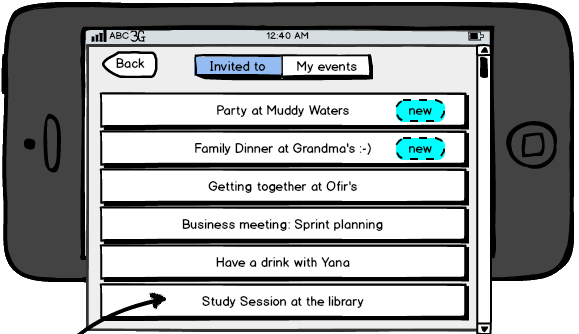 ABC 3G 12:40 AM
Back
Invited to My events
Party at Muddy Waters new
Family Dinner at Grandma's :-) new
Getting together at Ofir's
Business meeting: Sprint planning
Have a drink with Yana
Study Session at the library